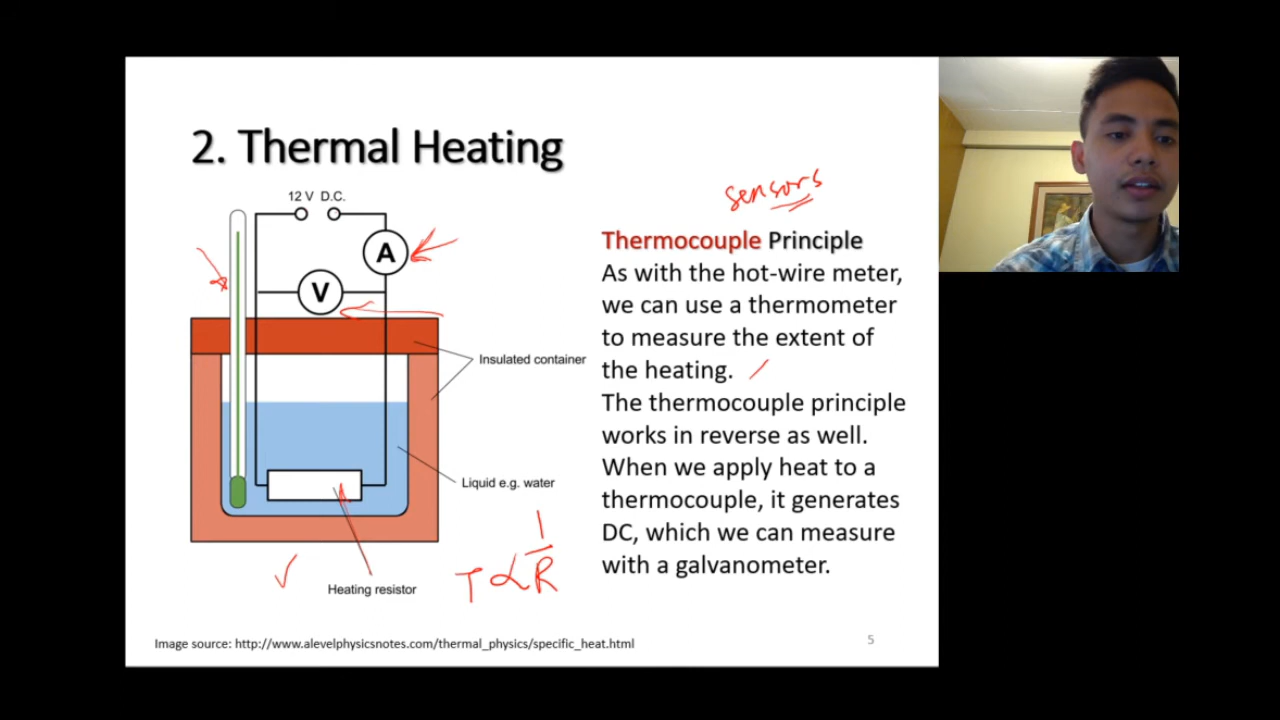 2. Thermal Heating
12 V D.C.
A
V
Insulated container
Liquid e.g. water
Heating resistor
T ∝ 1/R
sensors
Thermocouple Principle
As with the hot-wire meter,
we can use a thermometer
to measure the extent of
the heating.
The thermocouple principle
works in reverse as well.
When we apply heat to a
thermocouple, it generates
DC, which we can measure
with a galvanometer.
Image source: http://www.alevelphysicsnotes.com/thermal_physics/specific_heat.html
5